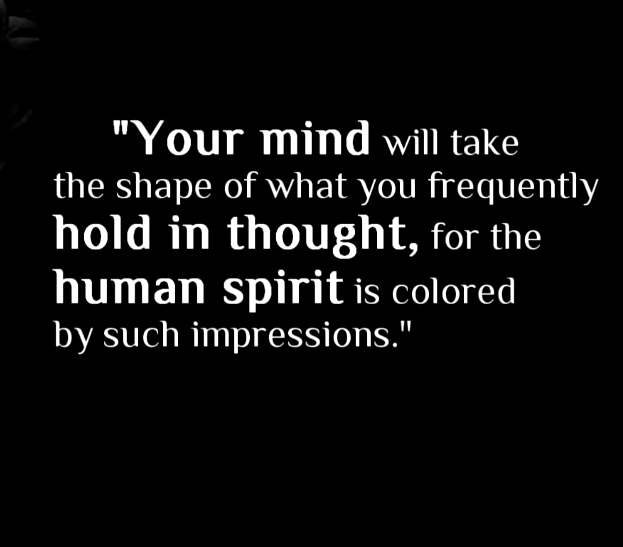 "Your mind will take
the shape of what you frequently
hold in thought, for the
human spirit is colored
by such impressions."